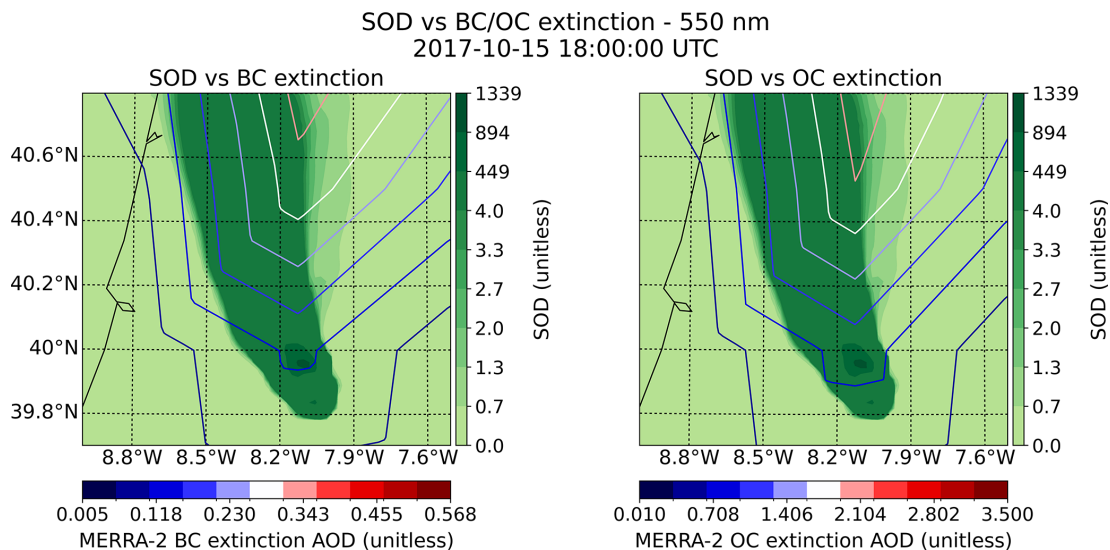 SOD vs BC/OC extinction - 550 nm
2017-10-15 18:00:00 UTC
SOD vs BC extinction
40.6°N
40.4°N
40.2°N
40°N
39.8°N
8.8°W 8.5°W 8.2°W 7.9°W 7.6°W
1339
894
449
4.0
3.3
2.7
2.0
1.3
0.7
0.0
SOD (unitless)
0.005 0.118 0.230 0.343 0.455 0.568
MERRA-2 BC extinction AOD (unitless)
SOD vs OC extinction
8.8°W 8.5°W 8.2°W 7.9°W 7.6°W
1339
894
449
4.0
3.3
2.7
2.0
1.3
0.7
0.0
SOD (unitless)
0.010 0.708 1.406 2.104 2.802 3.500
MERRA-2 OC extinction AOD (unitless)